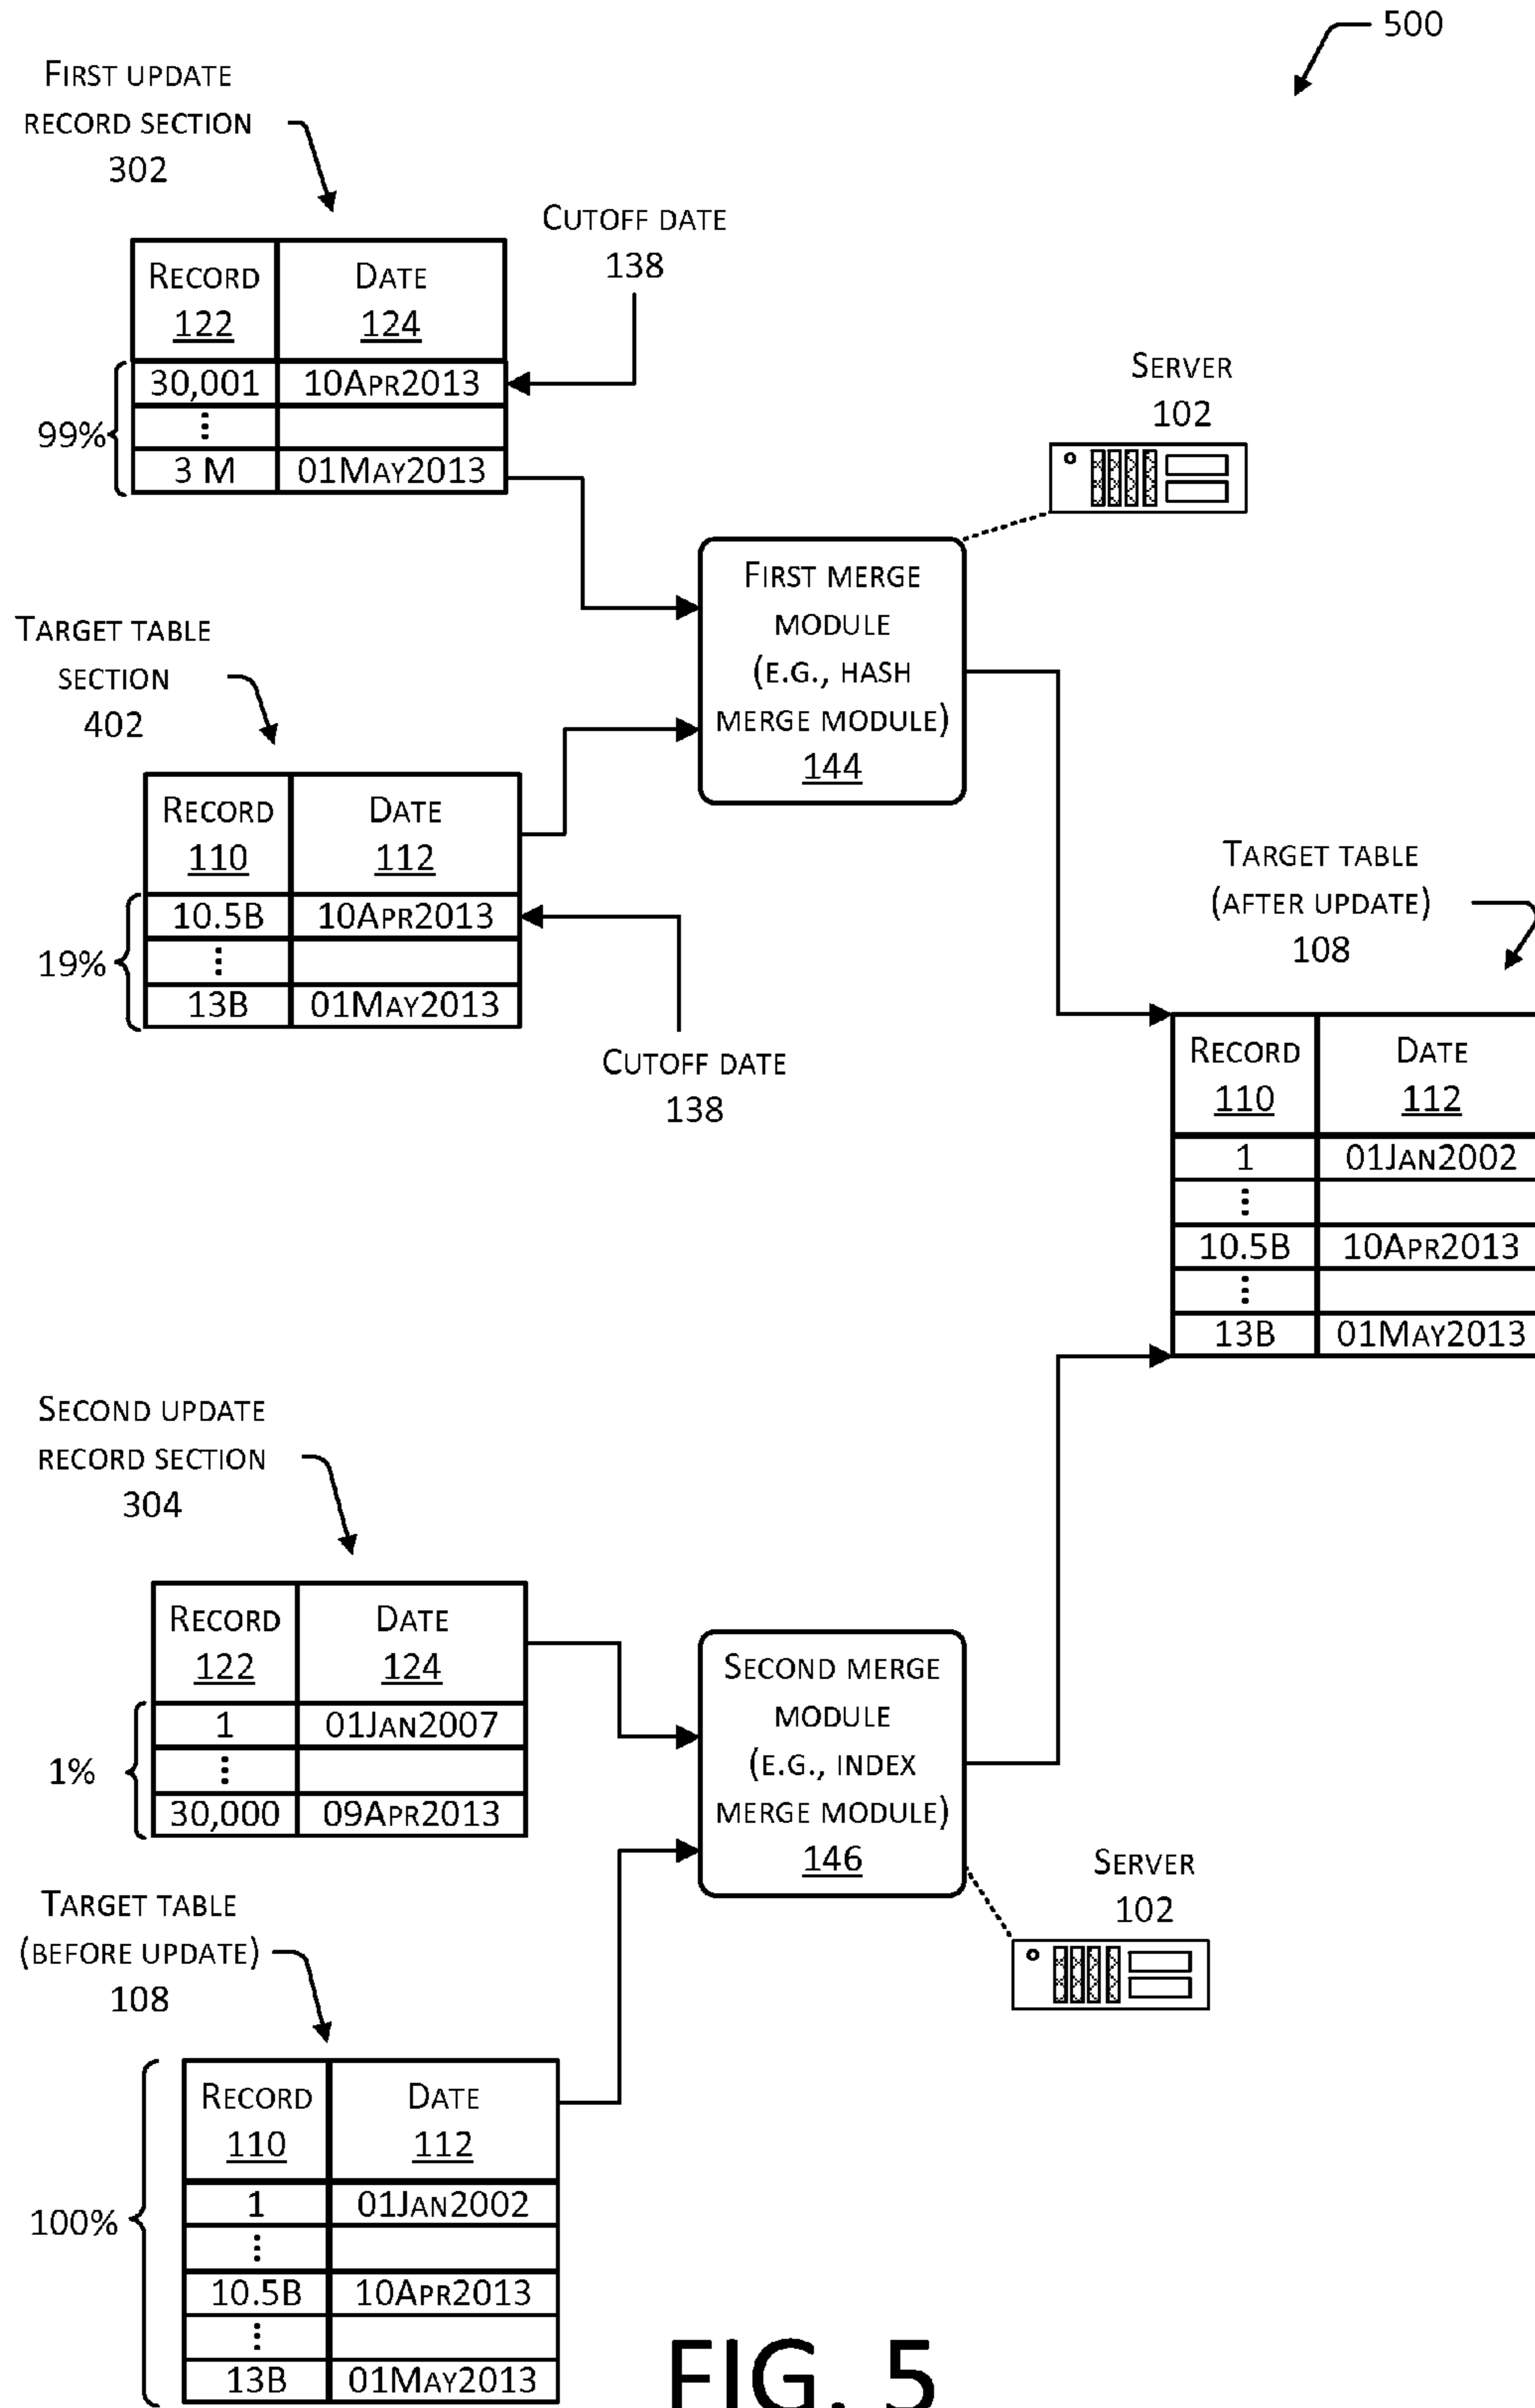 500
First update
record section
302
Cutoff date
138
Record Date
122 124
30,001 10Apr2013
⋮
3 M 01May2013
99%
Server
102
First merge
module
(e.g., hash
merge module)
144
Target table
section
402
Record Date
110 112
10.5B 10Apr2013
⋮
13B 01May2013
19%
Cutoff date
138
Target table
(after update)
108
Record Date
110 112
1 01Jan2002
⋮
10.5B 10Apr2013
⋮
13B 01May2013
Second update
record section
304
Record Date
122 124
1 01Jan2007
⋮
30,000 09Apr2013
1%
Second merge
module
(e.g., index
merge module)
146
Server
102
Target table
(before update)
108
Record Date
110 112
1 01Jan2002
⋮
10.5B 10Apr2013
⋮
13B 01May2013
100%
FIG. 5